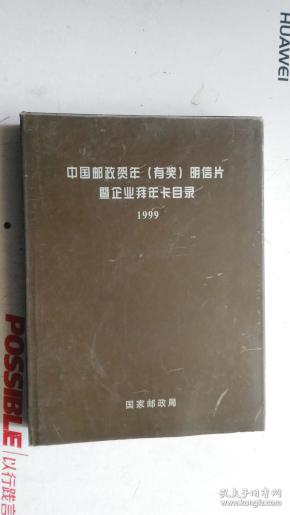 HUAWEI
中国邮政贺年（有奖）明信片
暨企业拜年卡目录
1999
国家邮政局
POSSIBLE
以行践言
孔夫子旧书网